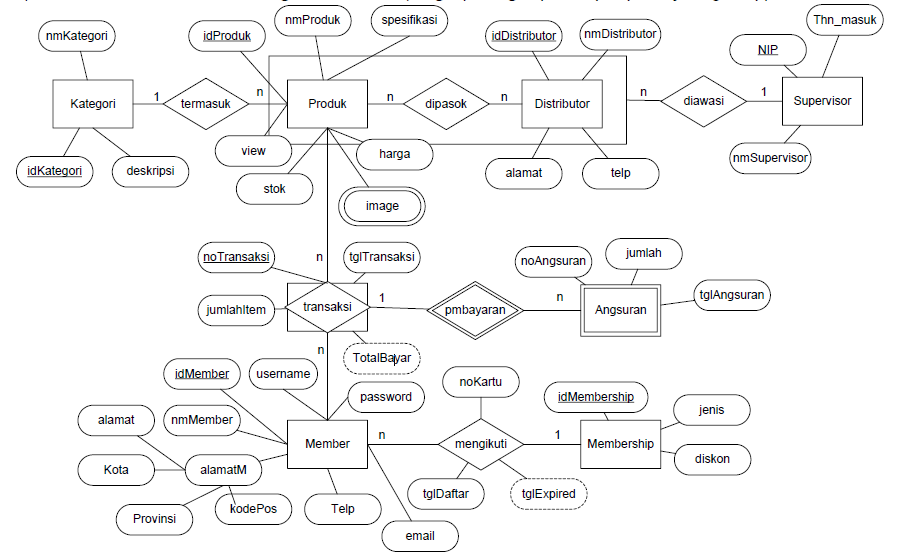 nmKategori
idProduk
nmProduk
spesifikasi
idDistributor
nmDistributor
NIP
Thn_masuk
Kategori
1
termasuk
n
Produk
n
dipasok
n
Distributor
n
diawasi
1
Supervisor
idKategori
deskripsi
view
stok
harga
image
alamat
telp
nmSupervisor
n
noTransaksi
tglTransaksi
noAngsuran
jumlah
tglAngsuran
jumlahItem
transaksi
1
pmbayaran
n
Angsuran
n
TotalBayar
idMember
username
password
noKartu
idMembership
jenis
alamat
nmMember
Member
n
mengikuti
1
Membership
diskon
Kota
alamatM
Provinsi
kodePos
Telp
email
tglDaftar
tglExpired